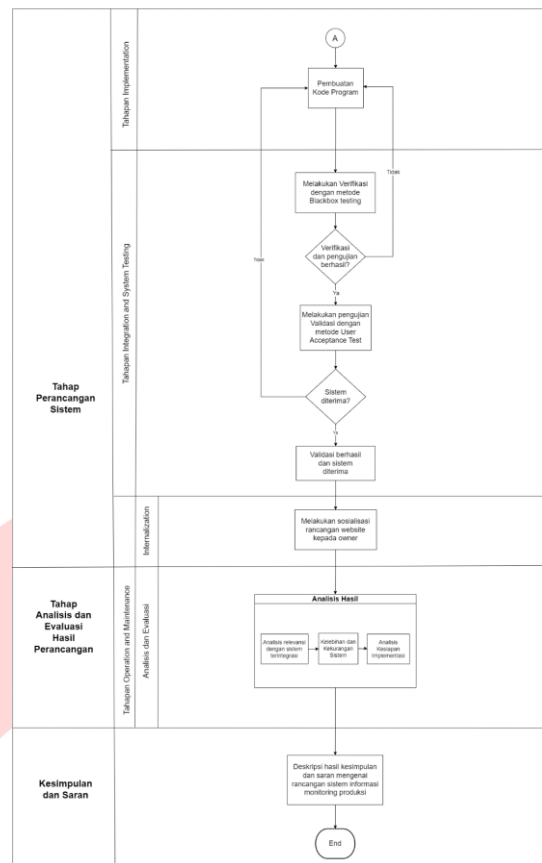 A
Tahapan Implementation
Pembuatan
Kode Program
Tidak
Melakukan Verifikasi
dengan metode
Blackbox testing
Tahapan Integration and System Testing
Verifikasi
dan pengujian
berhasil?
Tidak
Ya
Melakukan pengujian
Validasi dengan
metode User
Acceptance Test
Tahap
Perancangan
Sistem
Sistem
diterima?
Ya
Validasi berhasil
dan sistem
diterima
Internalization
Melakukan sosialisasi
rancangan website
kepada owner
Tahap
Analisis dan
Evaluasi
Hasil
Perancangan
Tahapan Operation and Maintenance
Analisis dan Evaluasi
Analisis Hasil
Analisis relevansi
dengan sistem
terintegrasi
Kelebihan dan
Kekurangan
Sistem
Analisis
Kesiapan
Implementasi
Kesimpulan
dan Saran
Deskripsi hasil kesimpulan
dan saran mengenai
rancangan sistem informasi
monitoring produksi
End